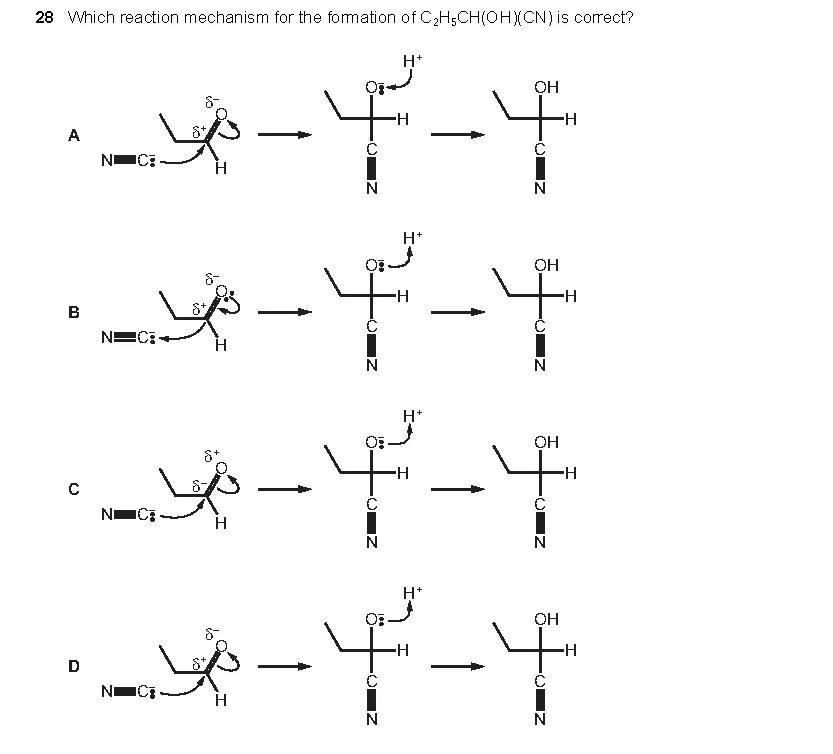 28 Which reaction mechanism for the formation of C₂H₅CH(OH)(CN) is correct?
A
δ⁻
O
δ⁺
N C:⁻
H
H⁺
O:⁻
H
C
N
OH
H
C
N
B
δ⁻
O:
δ⁺
N C:⁻
H
H⁺
O:⁻
H
C
N
OH
H
C
N
C
δ⁺
O
δ⁻
N C:⁻
H
H⁺
O:⁻
H
C
N
OH
H
C
N
D
δ⁻
O
δ⁺
N C:⁻
H
H⁺
O:⁻
H
C
N
OH
H
C
N